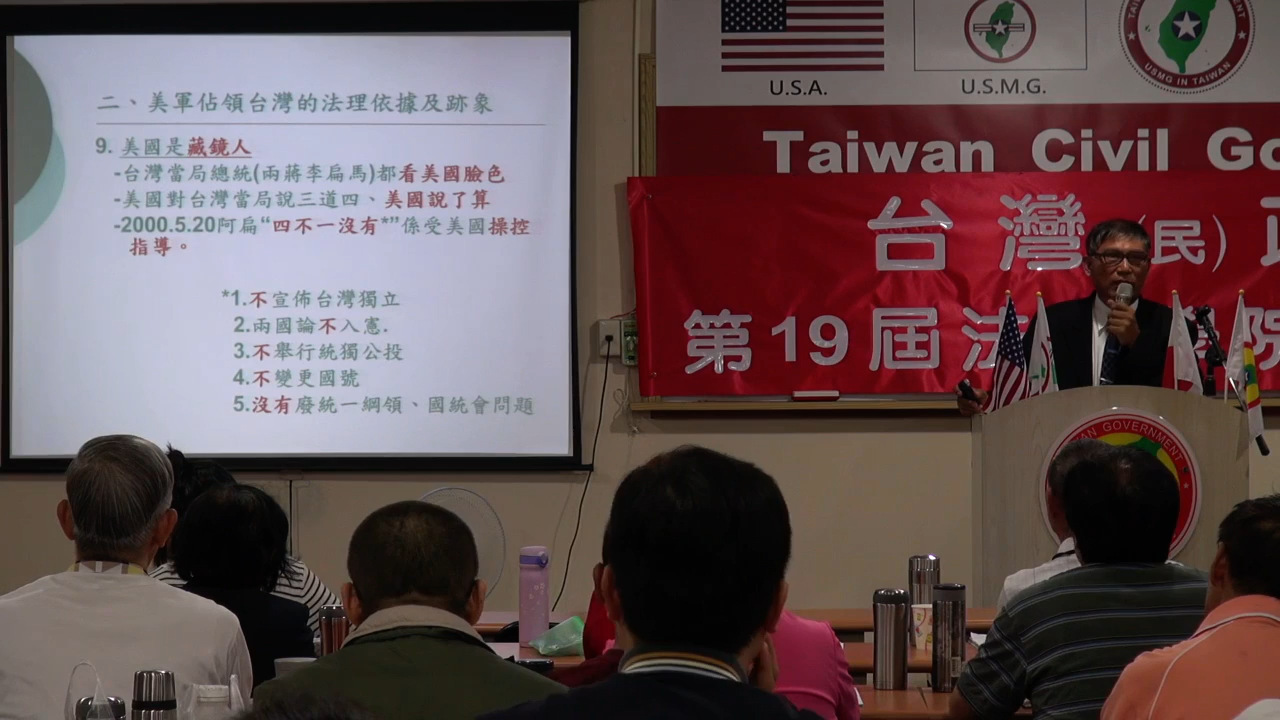 二、美軍佔領台灣的法理依據及跡象
9. 美國是藏鏡人
-台灣當局總統(兩蔣李扁馬)都看美國臉色
-美國對台灣當局說三道四、美國說了算
-2000.5.20阿扁“四不一沒有*”係受美國操控
指導。
*1.不宣佈台灣獨立
2.兩國論不入憲.
3.不舉行統獨公投
4.不變更國號
5.沒有廢統一綱領、國統會問題
U.S.A.
U.S.M.G.
USMG IN TAIWAN
Taiwan Civil Go
台灣(民)
第19屆法
院
GOVERNMENT